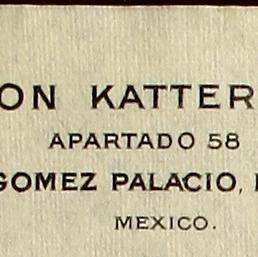 ON KATTER
APARTADO 58
GOMEZ PALACIO,
MEXICO.